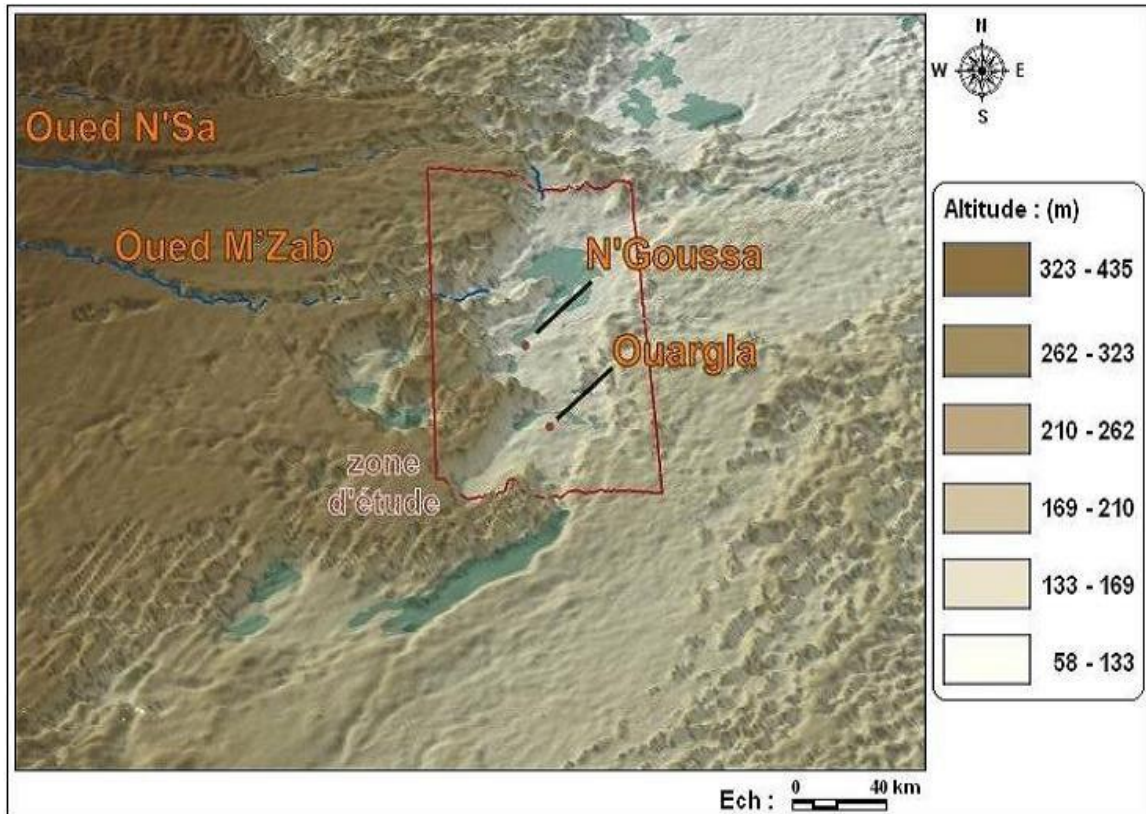 N
W E
S
Oued N'Sa
Oued M'Zab
N'Goussa
Ouargla
zone
d'étude
Altitude : (m)
323 - 435
262 - 323
210 - 262
169 - 210
133 - 169
58 - 133
Ech : 0 40 km